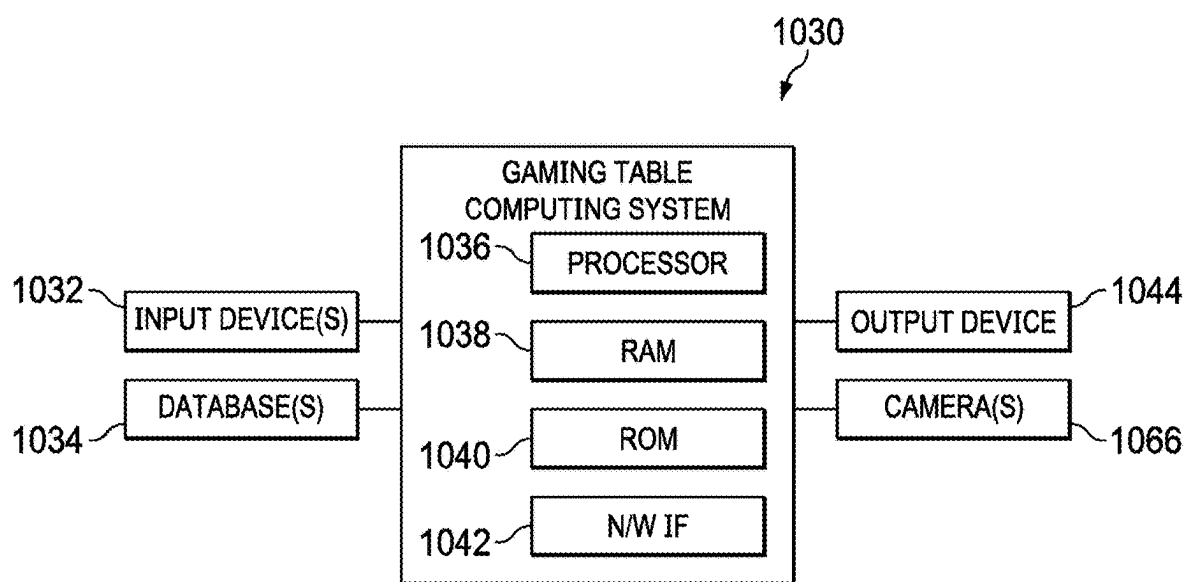 1030
GAMING TABLE
COMPUTING SYSTEM
1036
PROCESSOR
1032
INPUT DEVICE(S)
1044
OUTPUT DEVICE
1038
RAM
DATABASE(S)
1034
CAMERA(S)
1066
1040
ROM
1042
N/W IF